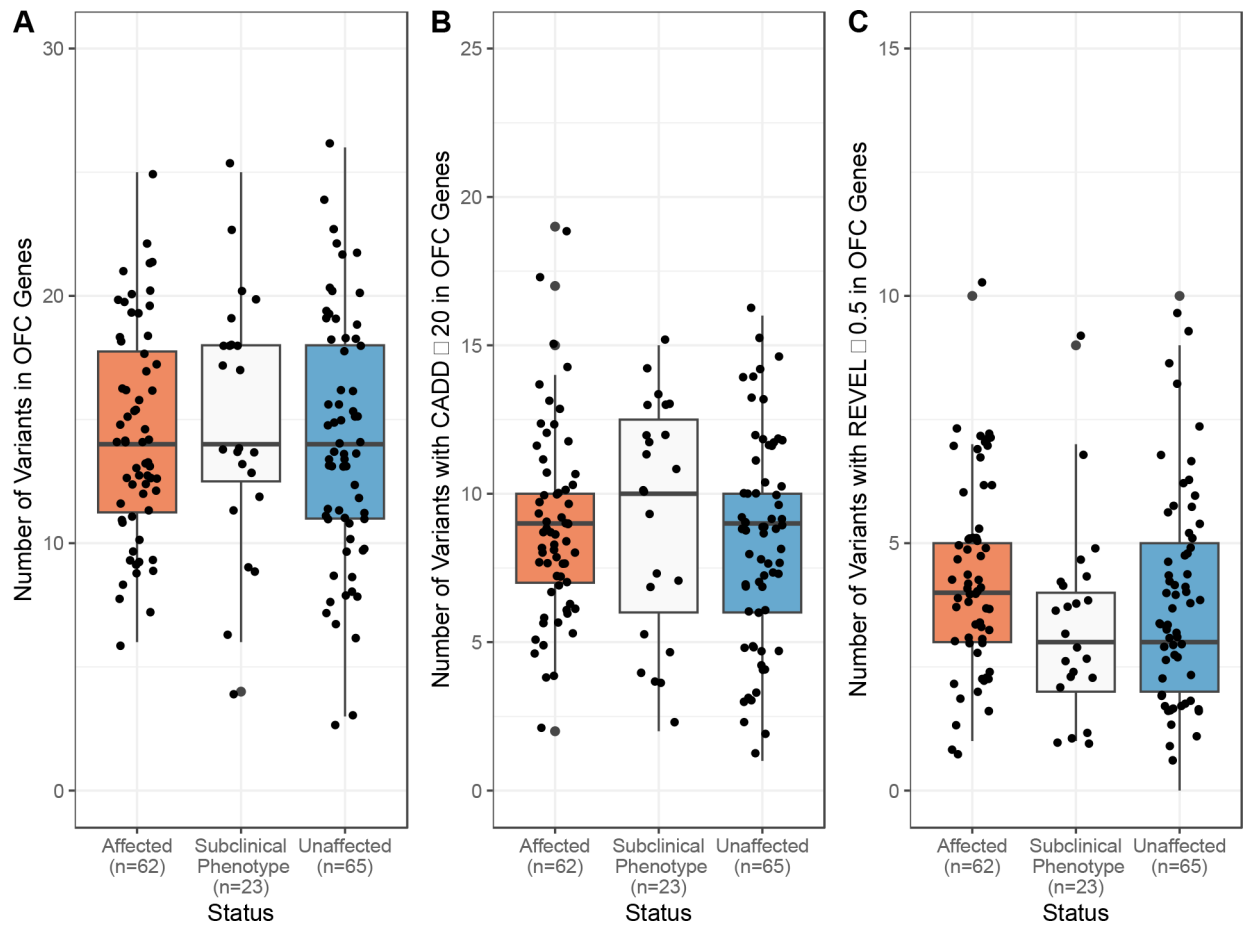 A
Number of Variants in OFC Genes
30
20
10
0
Affected
(n=62)
Subclinical
Phenotype
(n=23)
Unaffected
(n=65)
Status
B
Number of Variants with CADD □ 20 in OFC Genes
25
20
15
10
5
0
Affected
(n=62)
Subclinical
Phenotype
(n=23)
Unaffected
(n=65)
Status
C
Number of Variants with REVEL □ 0.5 in OFC Genes
15
10
5
0
Affected
(n=62)
Subclinical
Phenotype
(n=23)
Unaffected
(n=65)
Status